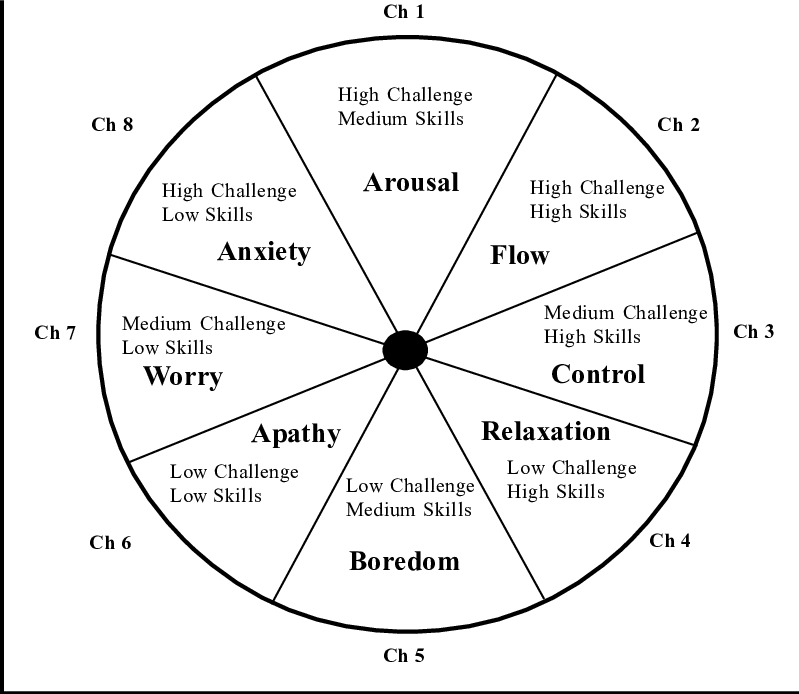 Ch 1
High Challenge
Medium Skills
Arousal
Ch 2
High Challenge
High Skills
Flow
Ch 3
Medium Challenge
High Skills
Control
Ch 4
Relaxation
Low Challenge
High Skills
Ch 5
Low Challenge
Medium Skills
Boredom
Ch 6
Apathy
Low Challenge
Low Skills
Ch 7
Medium Challenge
Low Skills
Worry
Ch 8
High Challenge
Low Skills
Anxiety